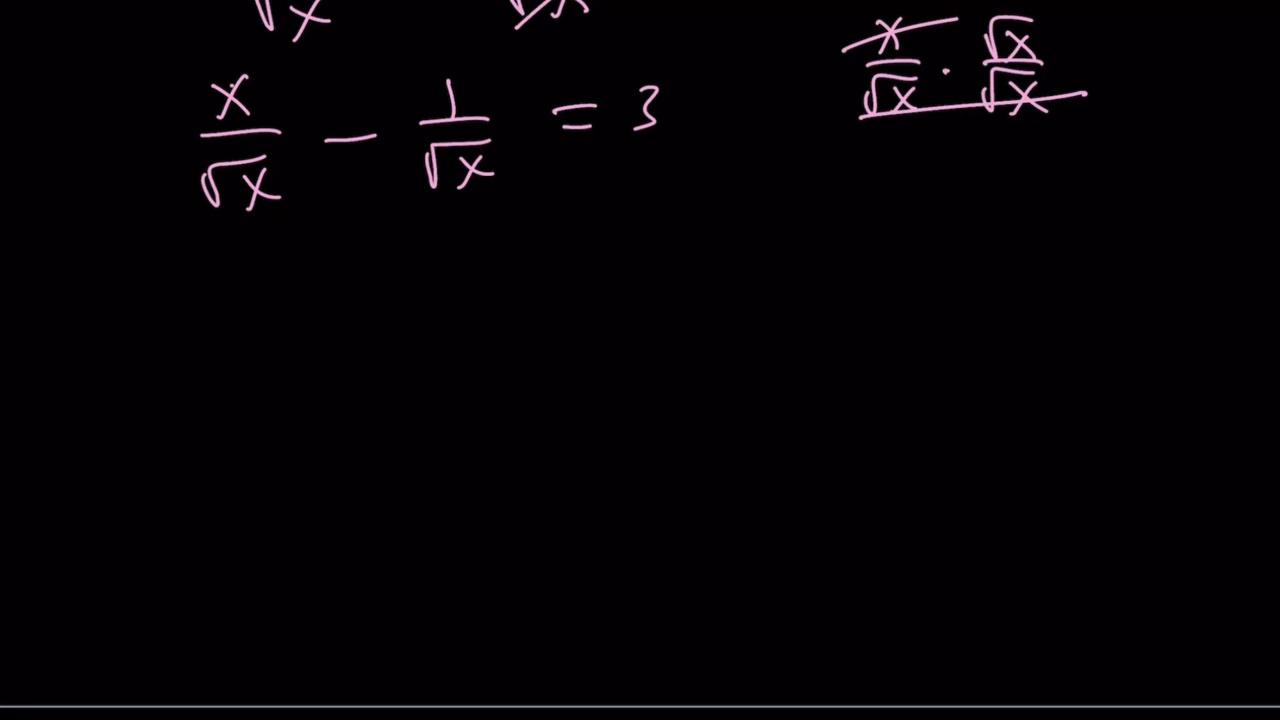 √x √x
x/√x - 1/√x = 3
x/√x · √x/√x